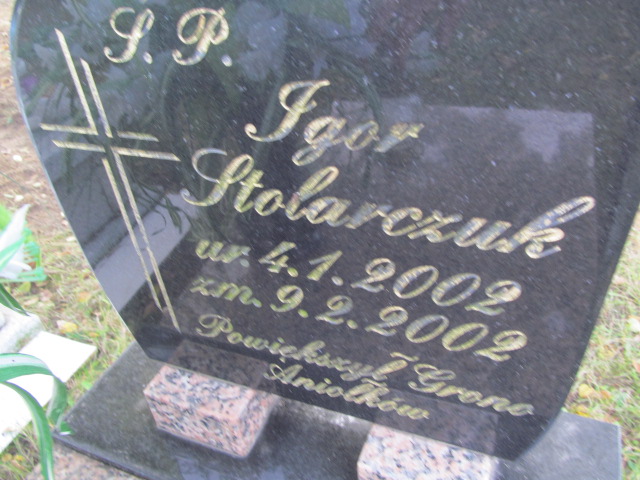 Ś. P.
Igor
Stolarczuk
ur. 4. 1. 2002
zm. 9. 2. 2002
Powiększył Grono
Aniołków